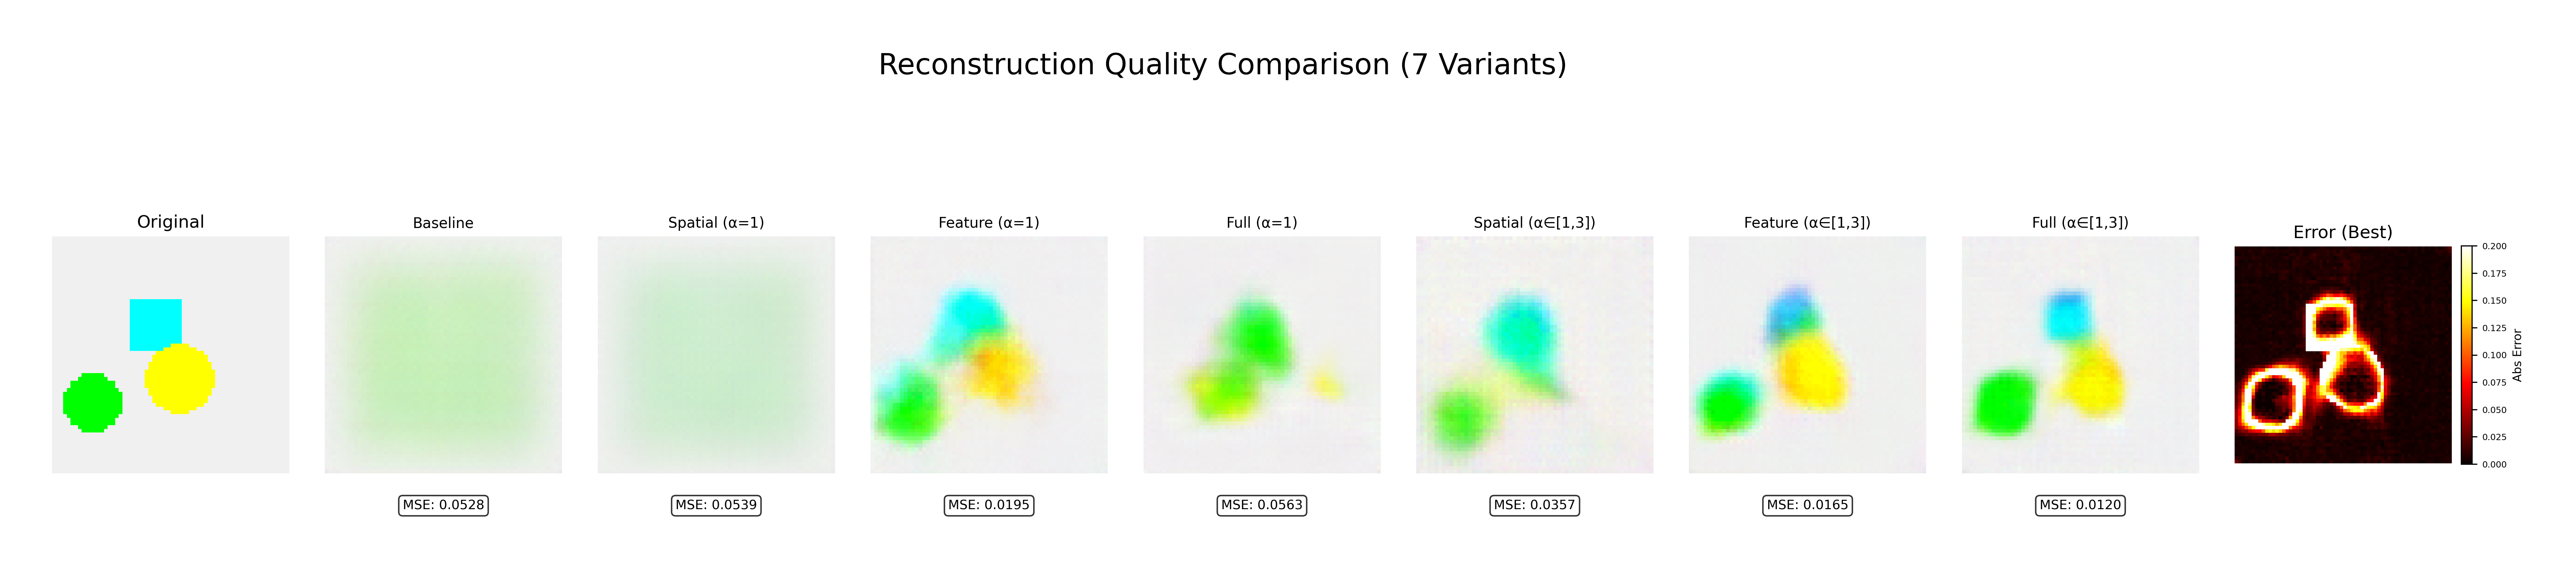 Reconstruction Quality Comparison (7 Variants)
Original
Baseline
Spatial (α=1)
Feature (α=1)
Full (α=1)
Spatial (α∈[1,3])
Feature (α∈[1,3])
Full (α∈[1,3])
Error (Best)
0.200
0.175
0.150
0.125
0.100
0.075
0.050
0.025
0.000
Abs Error
MSE: 0.0528
MSE: 0.0539
MSE: 0.0195
MSE: 0.0563
MSE: 0.0357
MSE: 0.0165
MSE: 0.0120